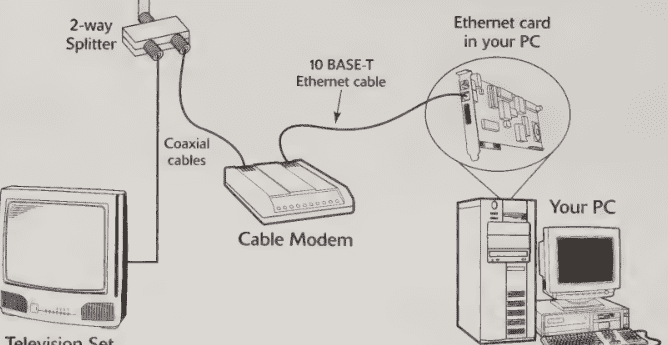 2-way
Splitter
Ethernet card
in your PC
10 BASE-T
Ethernet cable
Coaxial
cables
Cable Modem
Your PC
Television Set